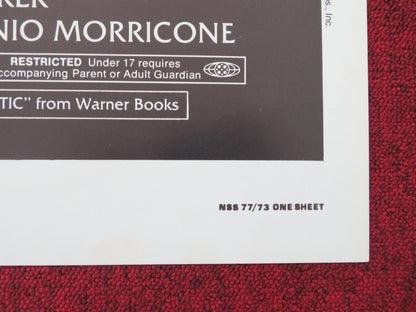 NIO MORRICONE
RESTRICTED Under 17 requires
ccompanying Parent or Adult Guardian
TIC" from Warner Books
NSS 77/73 ONE SHEET
Inc.